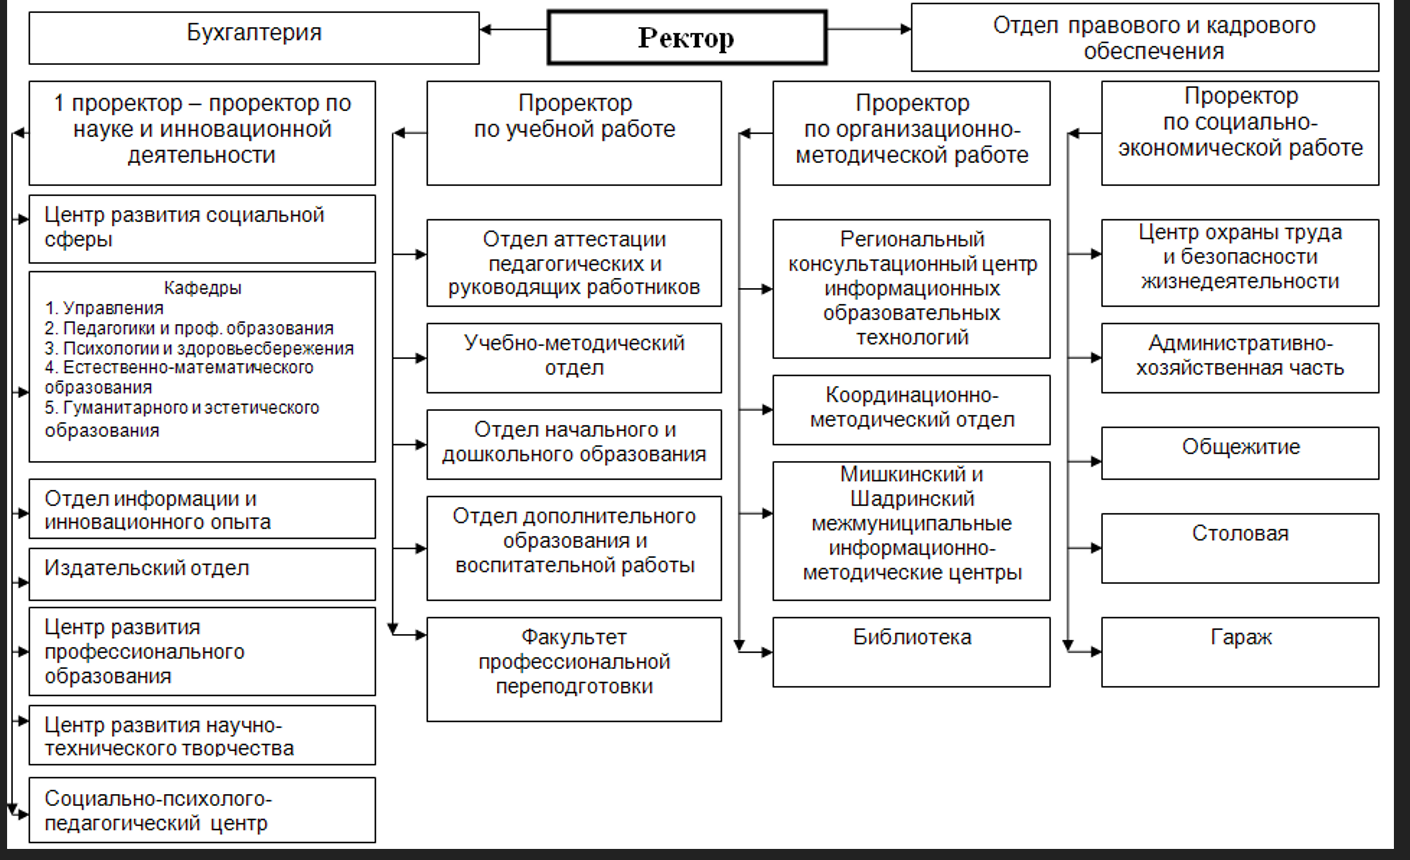 Бухгалтерия
Ректор
Отдел правового и кадрового
обеспечения
1 проректор – проректор по
науке и инновационной
деятельности
Центр развития социальной
сферы
Кафедры
1. Управления
2. Педагогики и проф. образования
3. Психологии и здоровьесбережения
4. Естественно-математического
образования
5. Гуманитарного и эстетического
образования
Отдел информации и
инновационного опыта
Издательский отдел
Центр развития
профессионального
образования
Центр развития научно-
технического творчества
Социально-психолого-
педагогический центр
Проректор
по учебной работе
Отдел аттестации
педагогических и
руководящих работников
Учебно-методический
отдел
Отдел начального и
дошкольного образования
Отдел дополнительного
образования и
воспитательной работы
Факультет
профессиональной
переподготовки
Проректор
по организационно-
методической работе
Региональный
консультационный центр
информационных
образовательных
технологий
Координационно-
методический отдел
Мишкинский и
Шадринский
межмуниципальные
информационно-
методические центры
Библиотека
Проректор
по социально-
экономической работе
Центр охраны труда
и безопасности
жизнедеятельности
Административно-
хозяйственная часть
Общежитие
Столовая
Гараж